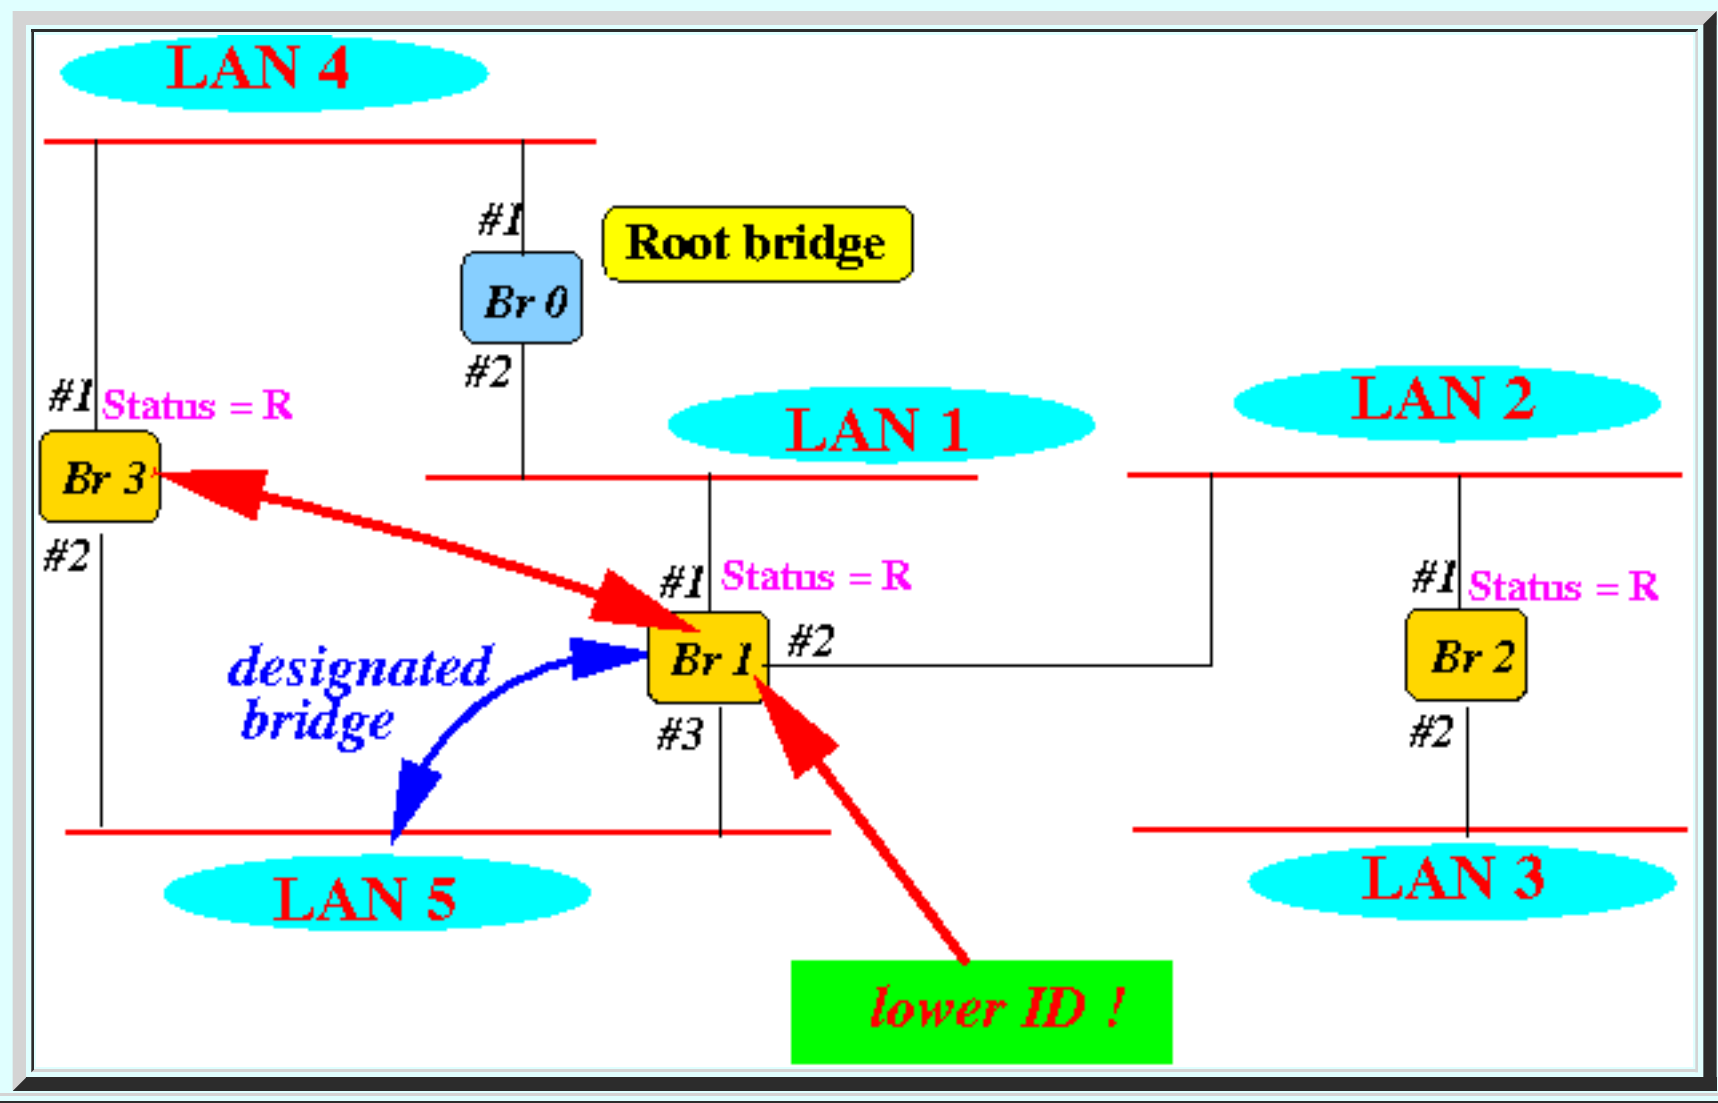 LAN 4
#1
Root bridge
Br 0
#2
#1
Status = R
LAN 1
LAN 2
Br 3
#2
#1
Status = R
#1
Status = R
designated
bridge
Br 1
#2
Br 2
#3
#2
LAN 5
LAN 3
lower ID !